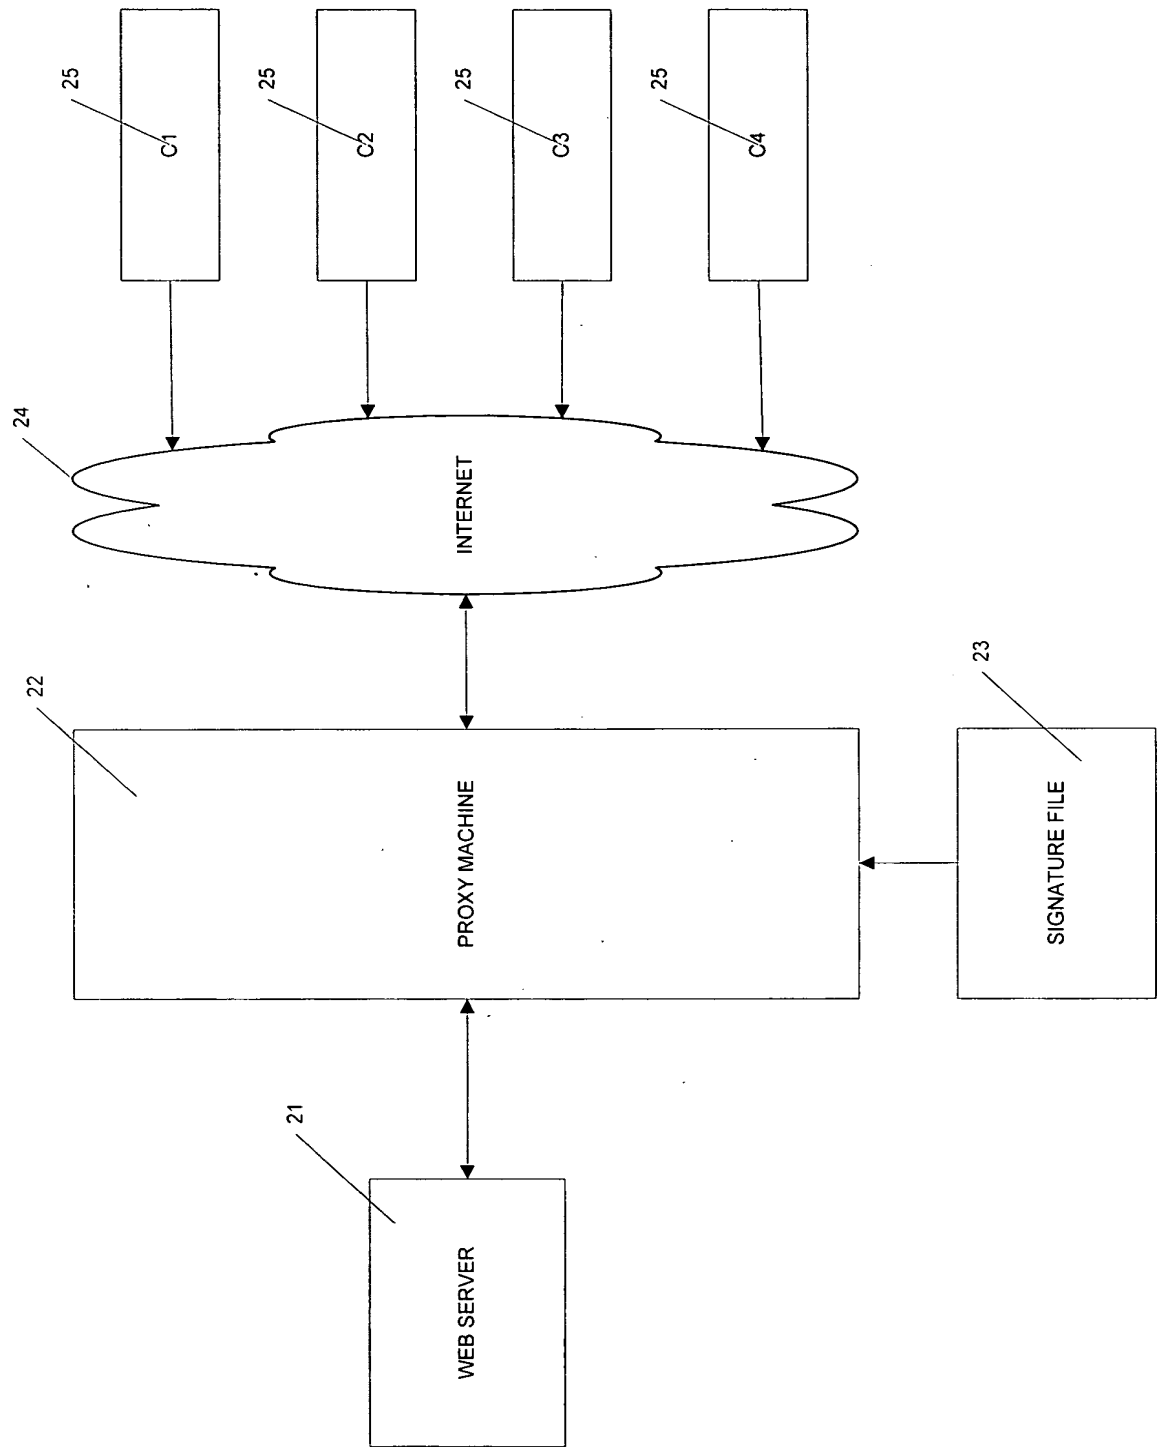 25
C1
25
C2
25
C3
25
C4
24
INTERNET
22
PROXY MACHINE
23
SIGNATURE FILE
21
WEB SERVER